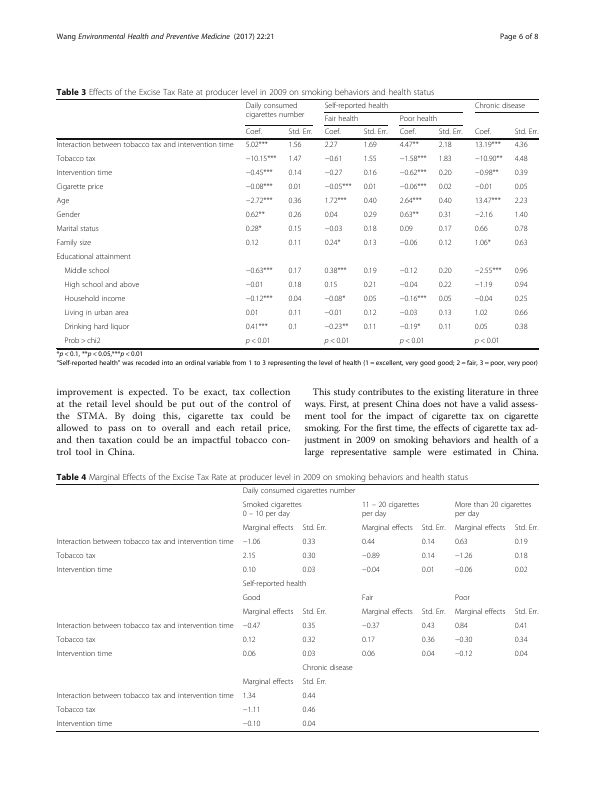 Wang Environmental Health and Preventive Medicine (2017) 22:21 Page 6 of 8
Table 3 Effects of the Excise Tax Rate at producer level in 2009 on smoking behaviors and health status
Daily consumed cigarettes number Self-reported health Chronic disease
Fair health Poor health
Coef. Std. Err. Coef. Std. Err. Coef. Std. Err. Coef. Std. Err.
Interaction between tobacco tax and intervention time 5.02*** 1.56 2.27 1.69 4.47** 2.18 13.19*** 4.36
Tobacco tax −10.15*** 1.47 −0.61 1.55 −1.58*** 1.83 −10.90** 4.48
Intervention time −0.45*** 0.14 −0.27 0.16 −0.62*** 0.20 −0.98** 0.39
Cigarette price −0.08*** 0.01 −0.05*** 0.01 −0.06*** 0.02 −0.01 0.05
Age −2.72*** 0.36 1.72*** 0.40 2.64*** 0.40 13.47*** 2.23
Gender 0.62** 0.26 0.04 0.29 0.63** 0.31 −2.16 1.40
Marital status 0.28* 0.15 −0.03 0.18 0.09 0.17 0.66 0.78
Family size 0.12 0.11 0.24* 0.13 −0.06 0.12 1.06* 0.63
Educational attainment
Middle school −0.63*** 0.17 0.38*** 0.19 −0.12 0.20 −2.55*** 0.96
High school and above −0.01 0.18 0.15 0.21 −0.04 0.22 −1.19 0.94
Household income −0.12*** 0.04 −0.08* 0.05 −0.16*** 0.05 −0.04 0.25
Living in urban area 0.01 0.11 −0.01 0.12 −0.03 0.13 1.02 0.66
Drinking hard liquor 0.41*** 0.1 −0.23** 0.11 −0.19* 0.11 0.05 0.38
Prob > chi2 p < 0.01 p < 0.01 p < 0.01 p < 0.01
*p < 0.1, **p < 0.05,***p < 0.01
"Self-reported health" was recoded into an ordinal variable from 1 to 3 representing the level of health (1 = excellent, very good good; 2 = fair, 3 = poor, very poor)
improvement is expected. To be exact, tax collection
at the retail level should be put out of the control of
the STMA. By doing this, cigarette tax could be
allowed to pass on to overall and each retail price,
and then taxation could be an impactful tobacco con-
trol tool in China.
This study contributes to the existing literature in three
ways. First, at present China does not have a valid assess-
ment tool for the impact of cigarette tax on cigarette
smoking. For the first time, the effects of cigarette tax ad-
justment in 2009 on smoking behaviors and health of a
large representative sample were estimated in China.
Table 4 Marginal Effects of the Excise Tax Rate at producer level in 2009 on smoking behaviors and health status
Daily consumed cigarettes number
Smoked cigarettes 0 – 10 per day 11 – 20 cigarettes per day More than 20 cigarettes per day
Marginal effects Std. Err. Marginal effects Std. Err. Marginal effects Std. Err.
Interaction between tobacco tax and intervention time −1.06 0.33 0.44 0.14 0.63 0.19
Tobacco tax 2.15 0.30 −0.89 0.14 −1.26 0.18
Intervention time 0.10 0.03 −0.04 0.01 −0.06 0.02
Self-reported health
Good Fair Poor
Marginal effects Std. Err. Marginal effects Std. Err. Marginal effects Std. Err.
Interaction between tobacco tax and intervention time −0.47 0.35 −0.37 0.43 0.84 0.41
Tobacco tax 0.12 0.32 0.17 0.36 −0.30 0.34
Intervention time 0.06 0.03 0.06 0.04 −0.12 0.04
Chronic disease
Marginal effects Std. Err.
Interaction between tobacco tax and intervention time 1.34 0.44
Tobacco tax −1.11 0.46
Intervention time −0.10 0.04